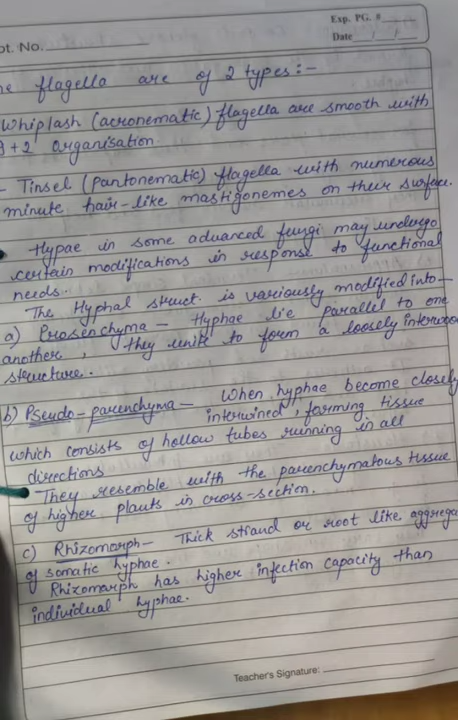 Exp. PG. #
pt. No.
Date / /
he flagella are of 2 types :-
Whiplash (acronematic) flagella are smooth with
9+2 organisation.
- Tinsel (pantonematic) flagella with numerous
minute hair-like mastigonemes on their surface.
Hypae in some advanced fungi may undergo
certain modifications in response to functional
needs.
The Hyphal struct. is variously modified into -
a) Prosenchyma - Hyphae lie parallel to one
another, they unite to form a loosely interwoo
structure.
b) Pseudo-parenchyma - When hyphae become closely
intertwined, forming tissue
which consists of hollow tubes running in all
directions
They resemble with the parenchymatous tissue
of higher plants in cross-section.
c) Rhizomorph - Thick strand or root like aggrega
of somatic hyphae.
Rhizomorph has higher infection capacity than
individual hyphae.
Teacher's Signature: